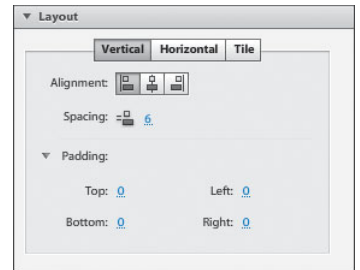 Layout
Vertical Horizontal Tile
Alignment:
Spacing: 6
Padding:
Top: 0 Left: 0
Bottom: 0 Right: 0